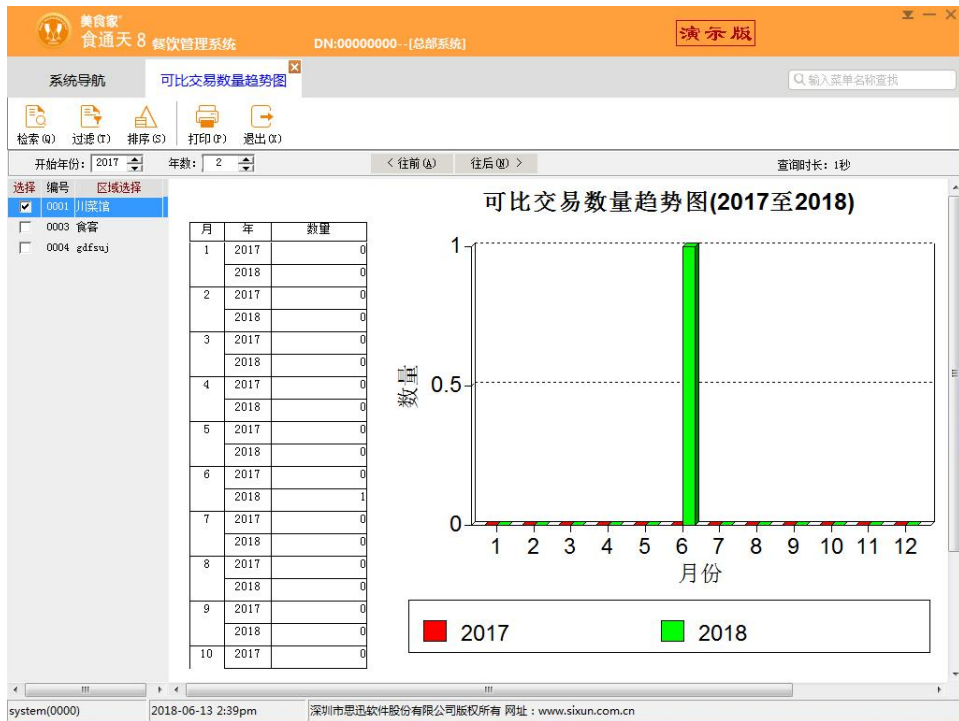 美食家
食通天 8 餐饮管理系统 DN:00000000--[总部系统] 演示版
系统导航 可比交易数量趋势图 输入菜单名称查找
检索(Q) 过滤(T) 排序(S) 打印(P) 退出(X)
开始年份: 2017 年数: 2 <往前(A) 往后(N)> 查询时长: 1秒
选择 编号 区域选择
0001 川菜馆
0003 食客
0004 gdfsuj
月 年 数量
1 2017 0
2018 0
2 2017 0
2018 0
3 2017 0
2018 0
4 2017 0
2018 0
5 2017 0
2018 0
6 2017 0
2018 1
7 2017 0
2018 0
8 2017 0
2018 0
9 2017 0
2018 0
10 2017 0
可比交易数量趋势图(2017至2018)
1
0.5
0
数量
1 2 3 4 5 6 7 8 9 10 11 12
月份
2017 2018
system(0000) 2018-06-13 2:39pm 深圳市思迅软件股份有限公司版权所有 网址：www.sixun.com.cn